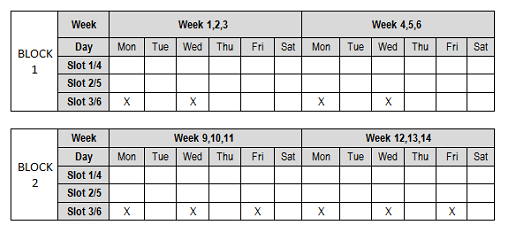 BLOCK 1
Week Week 1,2,3 Week 4,5,6
Day Mon Tue Wed Thu Fri Sat Mon Tue Wed Thu Fri Sat
Slot 1/4
Slot 2/5
Slot 3/6 X X X X
BLOCK 2
Week Week 9,10,11 Week 12,13,14
Day Mon Tue Wed Thu Fri Sat Mon Tue Wed Thu Fri Sat
Slot 1/4
Slot 2/5
Slot 3/6 X X X X X X